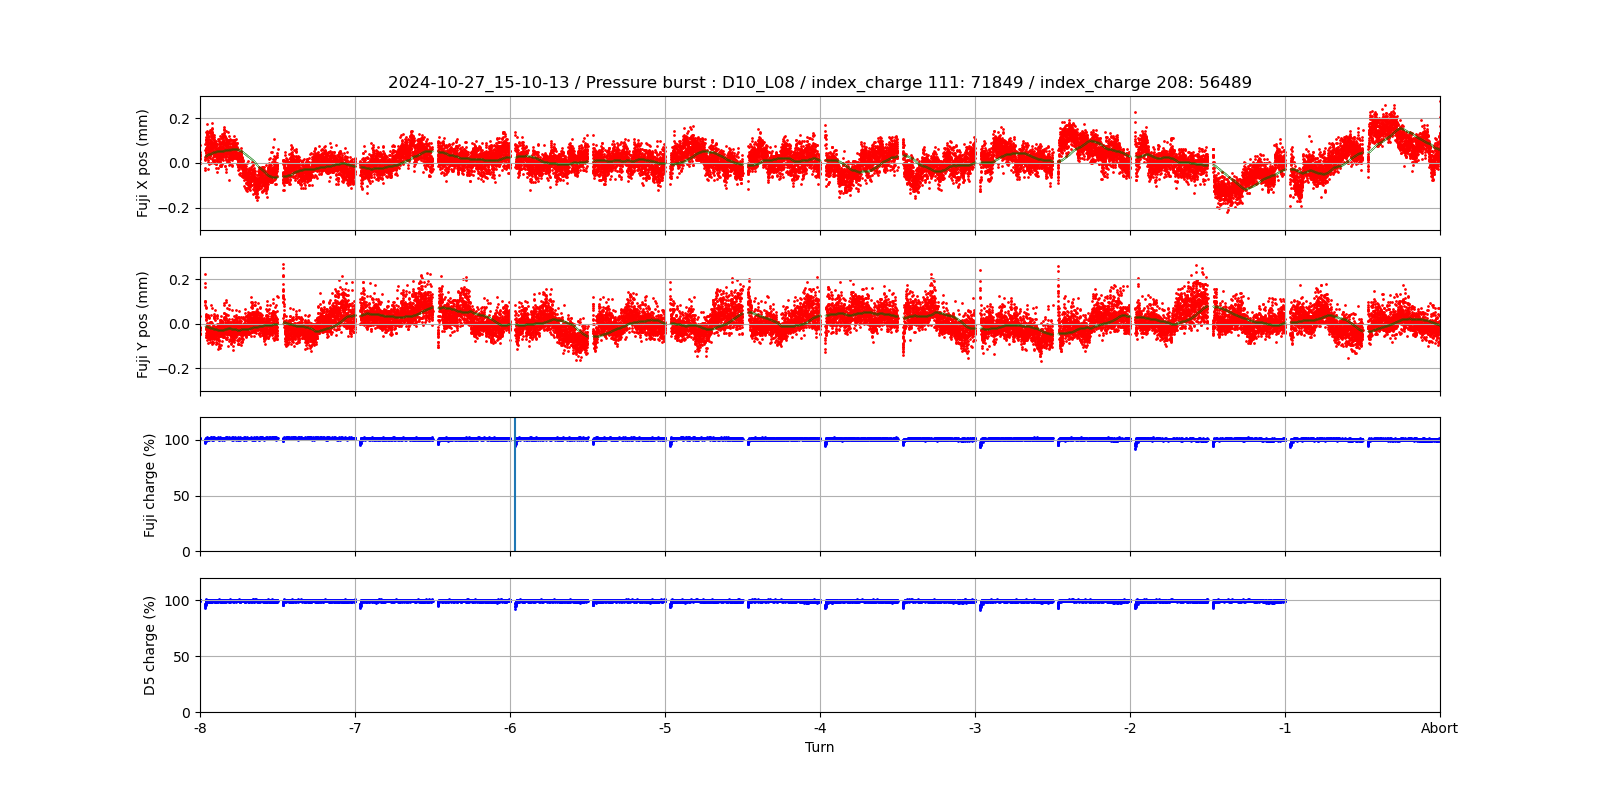 2024-10-27_15-10-13 / Pressure burst : D10_L08 / index_charge 111: 71849 / index_charge 208: 56489
Fuji X pos (mm)
0.2
0.0
−0.2
Fuji Y pos (mm)
0.2
0.0
−0.2
Fuji charge (%)
100
50
0
D5 charge (%)
100
50
0
-8 -7 -6 -5 -4 -3 -2 -1 Abort
Turn